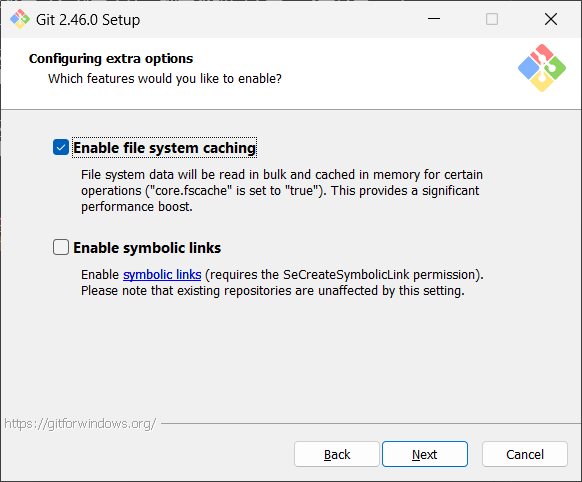 Git 2.46.0 Setup
Configuring extra options
Which features would you like to enable?
Enable file system caching
File system data will be read in bulk and cached in memory for certain
operations ("core.fscache" is set to "true"). This provides a significant
performance boost.
Enable symbolic links
Enable symbolic links (requires the SeCreateSymbolicLink permission).
Please note that existing repositories are unaffected by this setting.
https://gitforwindows.org/
Back Next Cancel